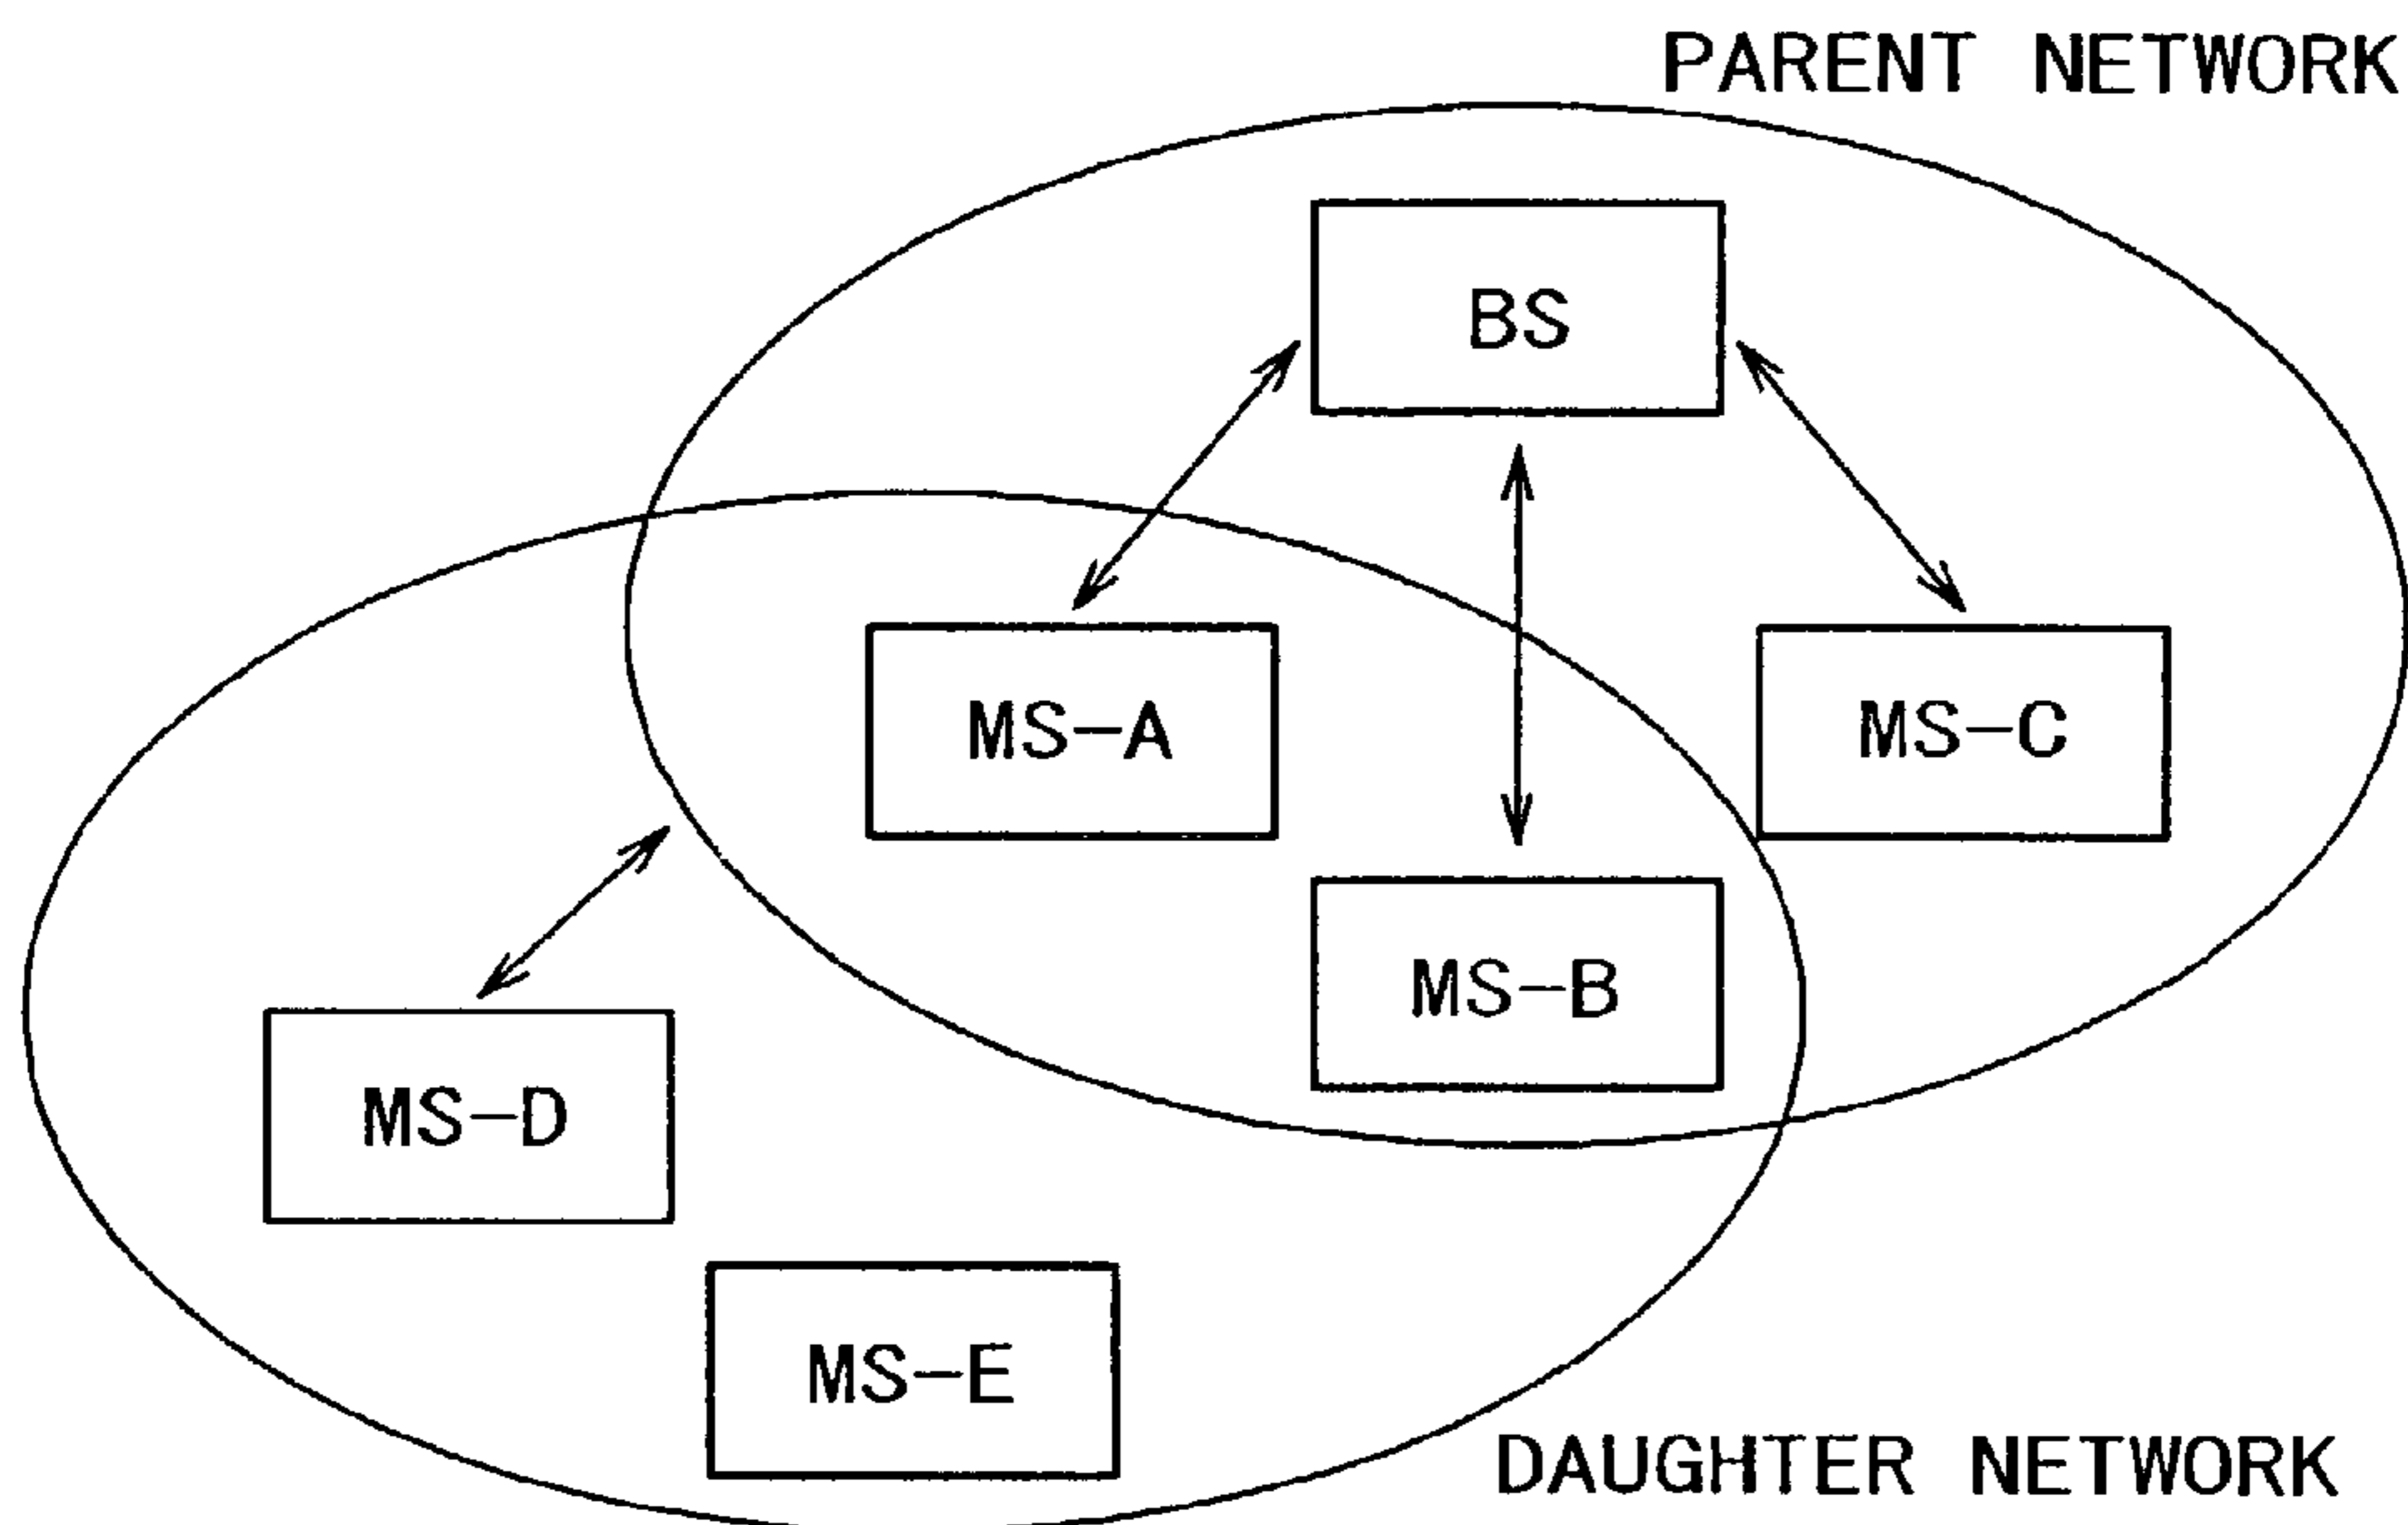 PARENT NETWORK
BS
MS-A
MS-C
MS-B
MS-D
MS-E
DAUGHTER NETWORK